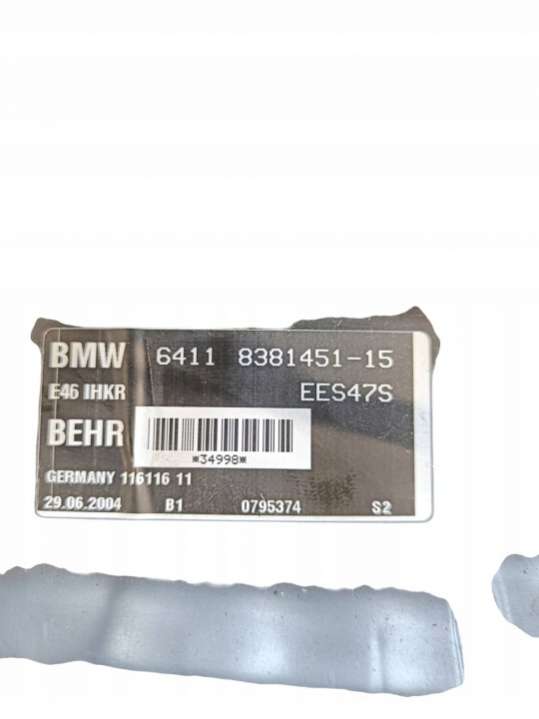 BMW 6411 8381451-15
E46 IHKR EES47S
BEHR
*34998*
GERMANY 116116 11
29.06.2004 B1 0795374 S2